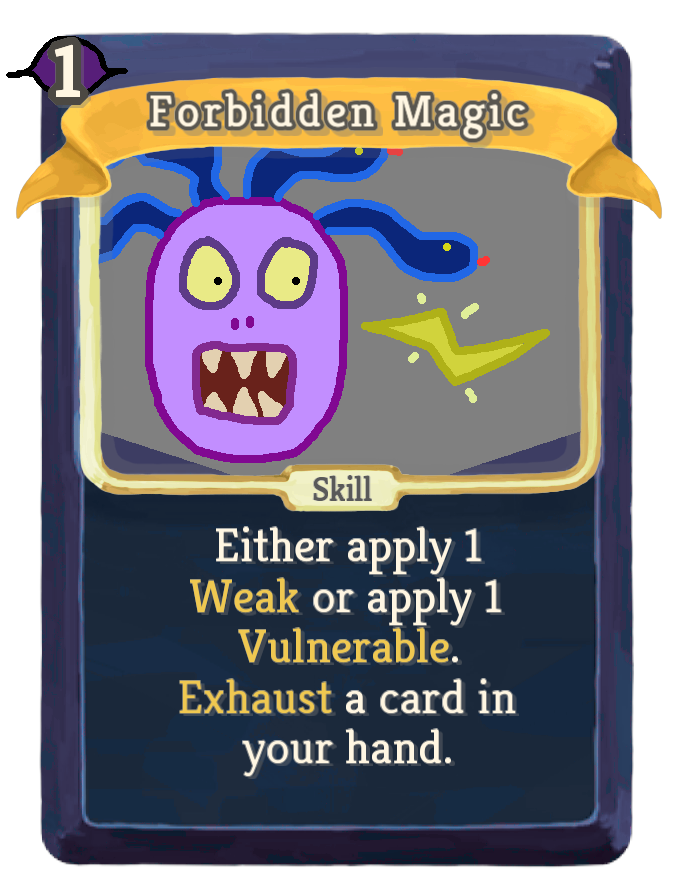 1
Forbidden Magic
Skill
Either apply 1
Weak or apply 1
Vulnerable.
Exhaust a card in
your hand.